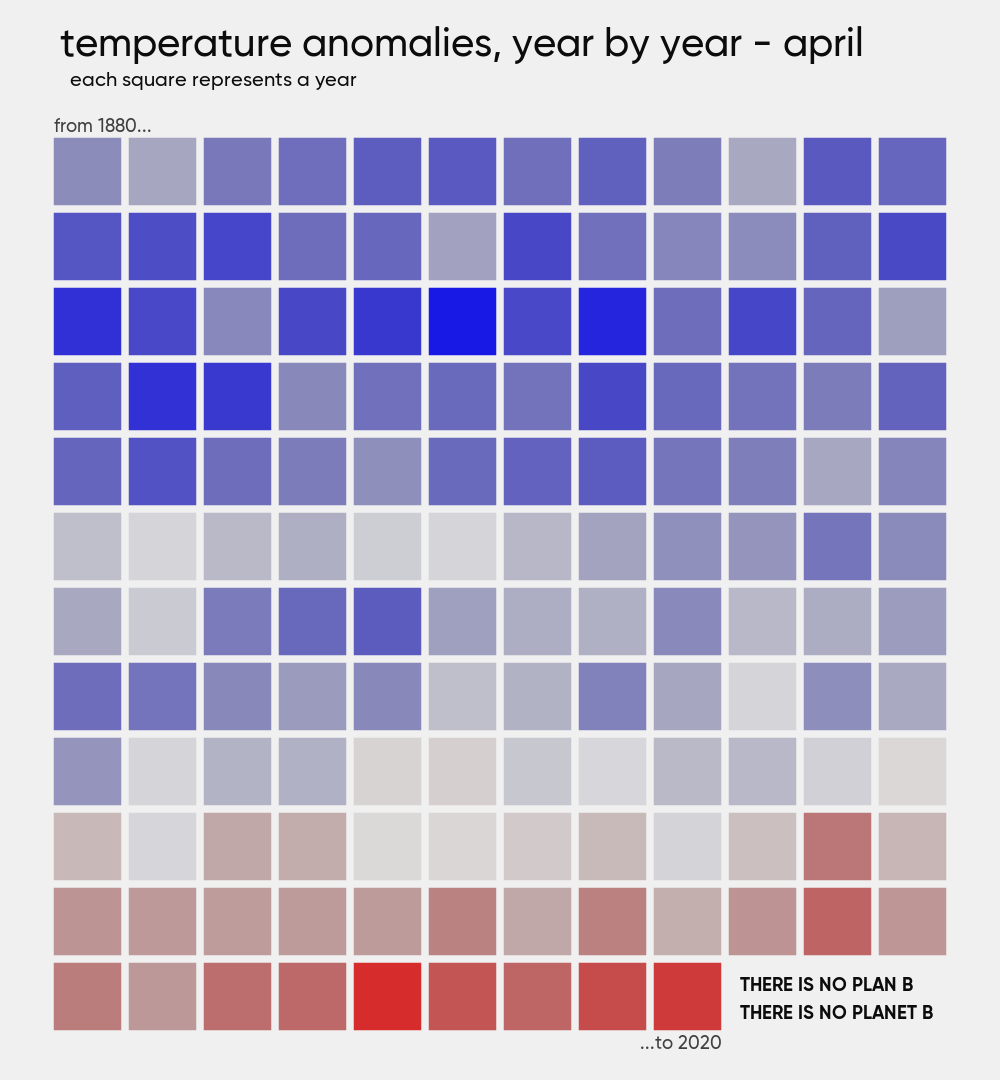 temperature anomalies, year by year - april
each square represents a year
from 1880...
THERE IS NO PLAN B
THERE IS NO PLANET B
...to 2020